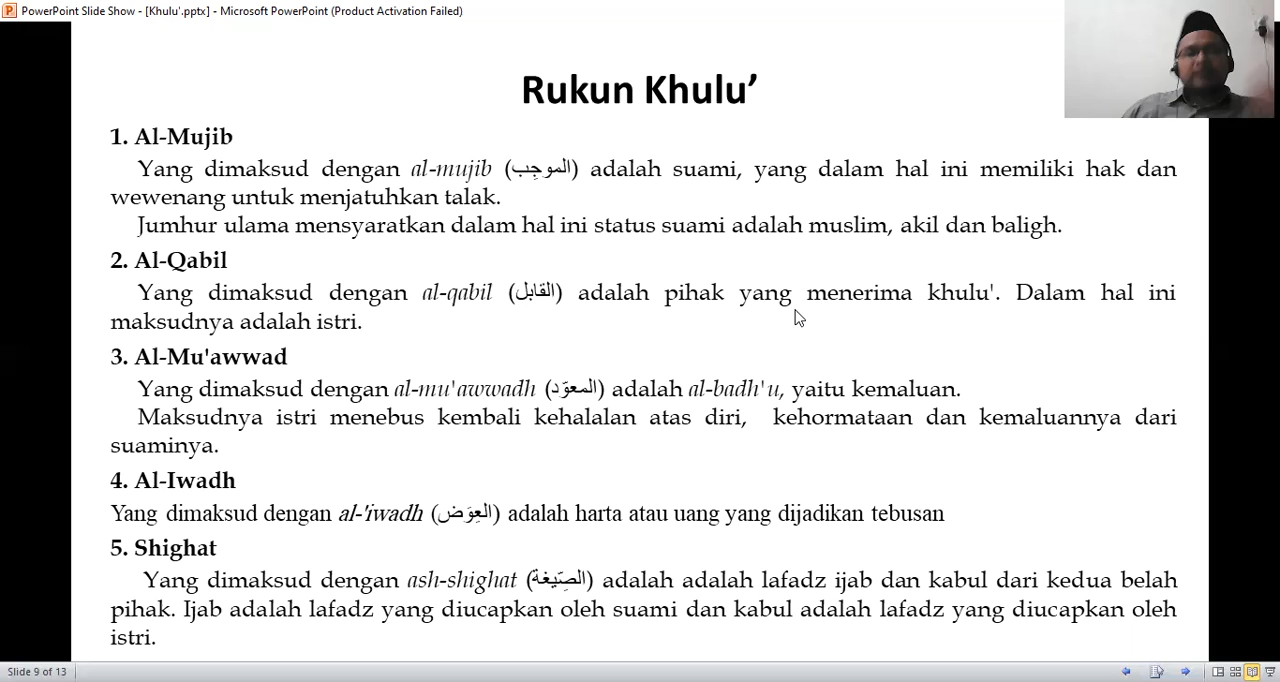 PowerPoint Slide Show - [Khulu'.pptx] - Microsoft PowerPoint (Product Activation Failed)
Rukun Khulu’
1. Al-Mujib
Yang dimaksud dengan al-mujib (الموجِب) adalah suami, yang dalam hal ini memiliki hak dan
wewenang untuk menjatuhkan talak.
Jumhur ulama mensyaratkan dalam hal ini status suami adalah muslim, akil dan baligh.
2. Al-Qabil
Yang dimaksud dengan al-qabil (القابل) adalah pihak yang menerima khulu'. Dalam hal ini
maksudnya adalah istri.
3. Al-Mu'awwad
Yang dimaksud dengan al-mu'awwadh (المعوّد) adalah al-badh'u, yaitu kemaluan.
Maksudnya istri menebus kembali kehalalan atas diri, kehormataan dan kemaluannya dari
suaminya.
4. Al-Iwadh
Yang dimaksud dengan al-'iwadh (العِوَض) adalah harta atau uang yang dijadikan tebusan
5. Shighat
Yang dimaksud dengan ash-shighat (الصِّيغة) adalah adalah lafadz ijab dan kabul dari kedua belah
pihak. Ijab adalah lafadz yang diucapkan oleh suami dan kabul adalah lafadz yang diucapkan oleh
istri.
Slide 9 of 13